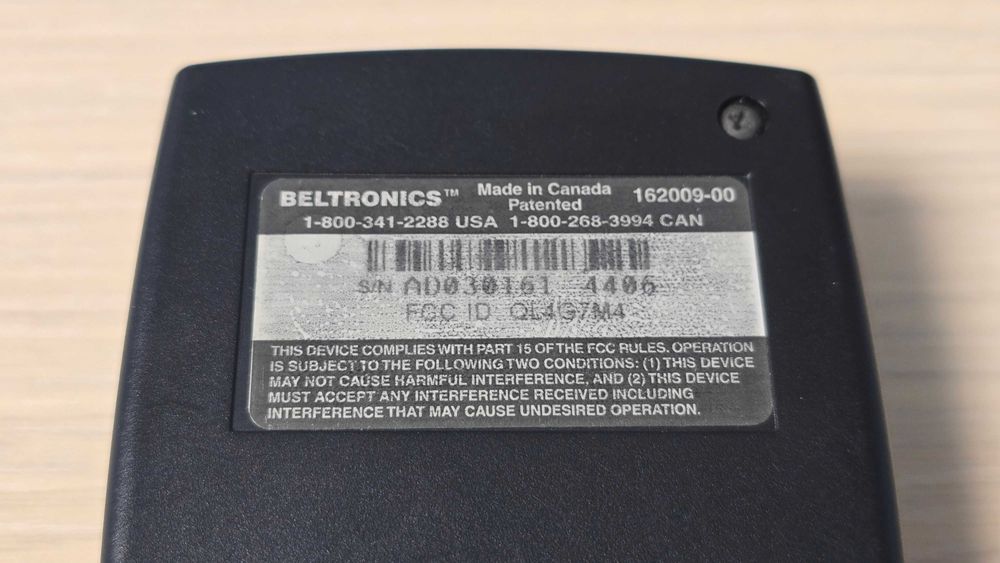 BELTRONICS™ Made in Canada Patented 162009-00
1-800-341-2288 USA 1-800-268-3994 CAN
S/N AD030161 4406
FCC ID QL4G7M4
THIS DEVICE COMPLIES WITH PART 15 OF THE FCC RULES. OPERATION
IS SUBJECT TO THE FOLLOWING TWO CONDITIONS: (1) THIS DEVICE
MAY NOT CAUSE HARMFUL INTERFERENCE, AND (2) THIS DEVICE
MUST ACCEPT ANY INTERFERENCE RECEIVED INCLUDING
INTERFERENCE THAT MAY CAUSE UNDESIRED OPERATION.